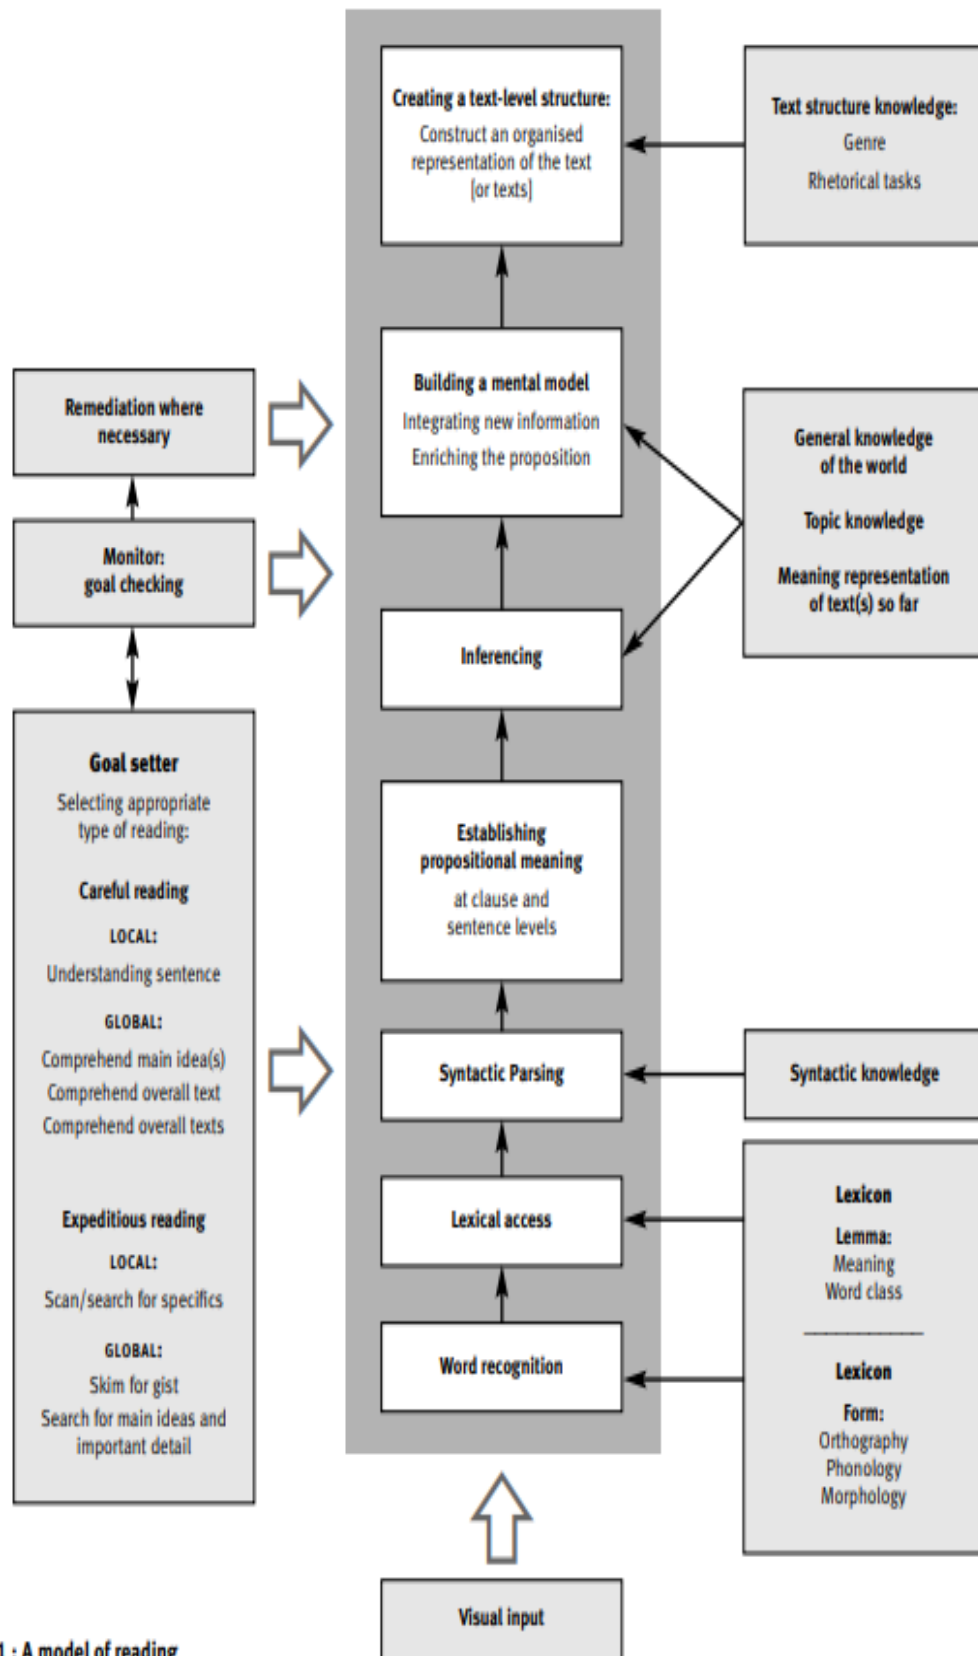 Creating a text-level structure:
Construct an organised
representation of the text
(or texts)
Text structure knowledge:
Genre
Rhetorical tasks
Remediation where
necessary
Building a mental model
Integrating new information
Enriching the proposition
General knowledge
of the world
Topic knowledge
Meaning representation
of text(s) so far
Monitor:
goal checking
Inferencing
Goal setter
Selecting appropriate
type of reading:
Careful reading
LOCAL:
Understanding sentence
GLOBAL:
Comprehend main idea(s)
Comprehend overall text
Comprehend overall texts
Expeditious reading
LOCAL:
Scan/search for specifics
GLOBAL:
Skim for gist
Search for main ideas and
important detail
Establishing
propositional meaning
at clause and
sentence levels
Syntactic Parsing
Syntactic knowledge
Lexical access
Lexicon
Lemma:
Meaning
Word class
Word recognition
Lexicon
Form:
Orthography
Phonology
Morphology
Visual input
1 : A model of reading